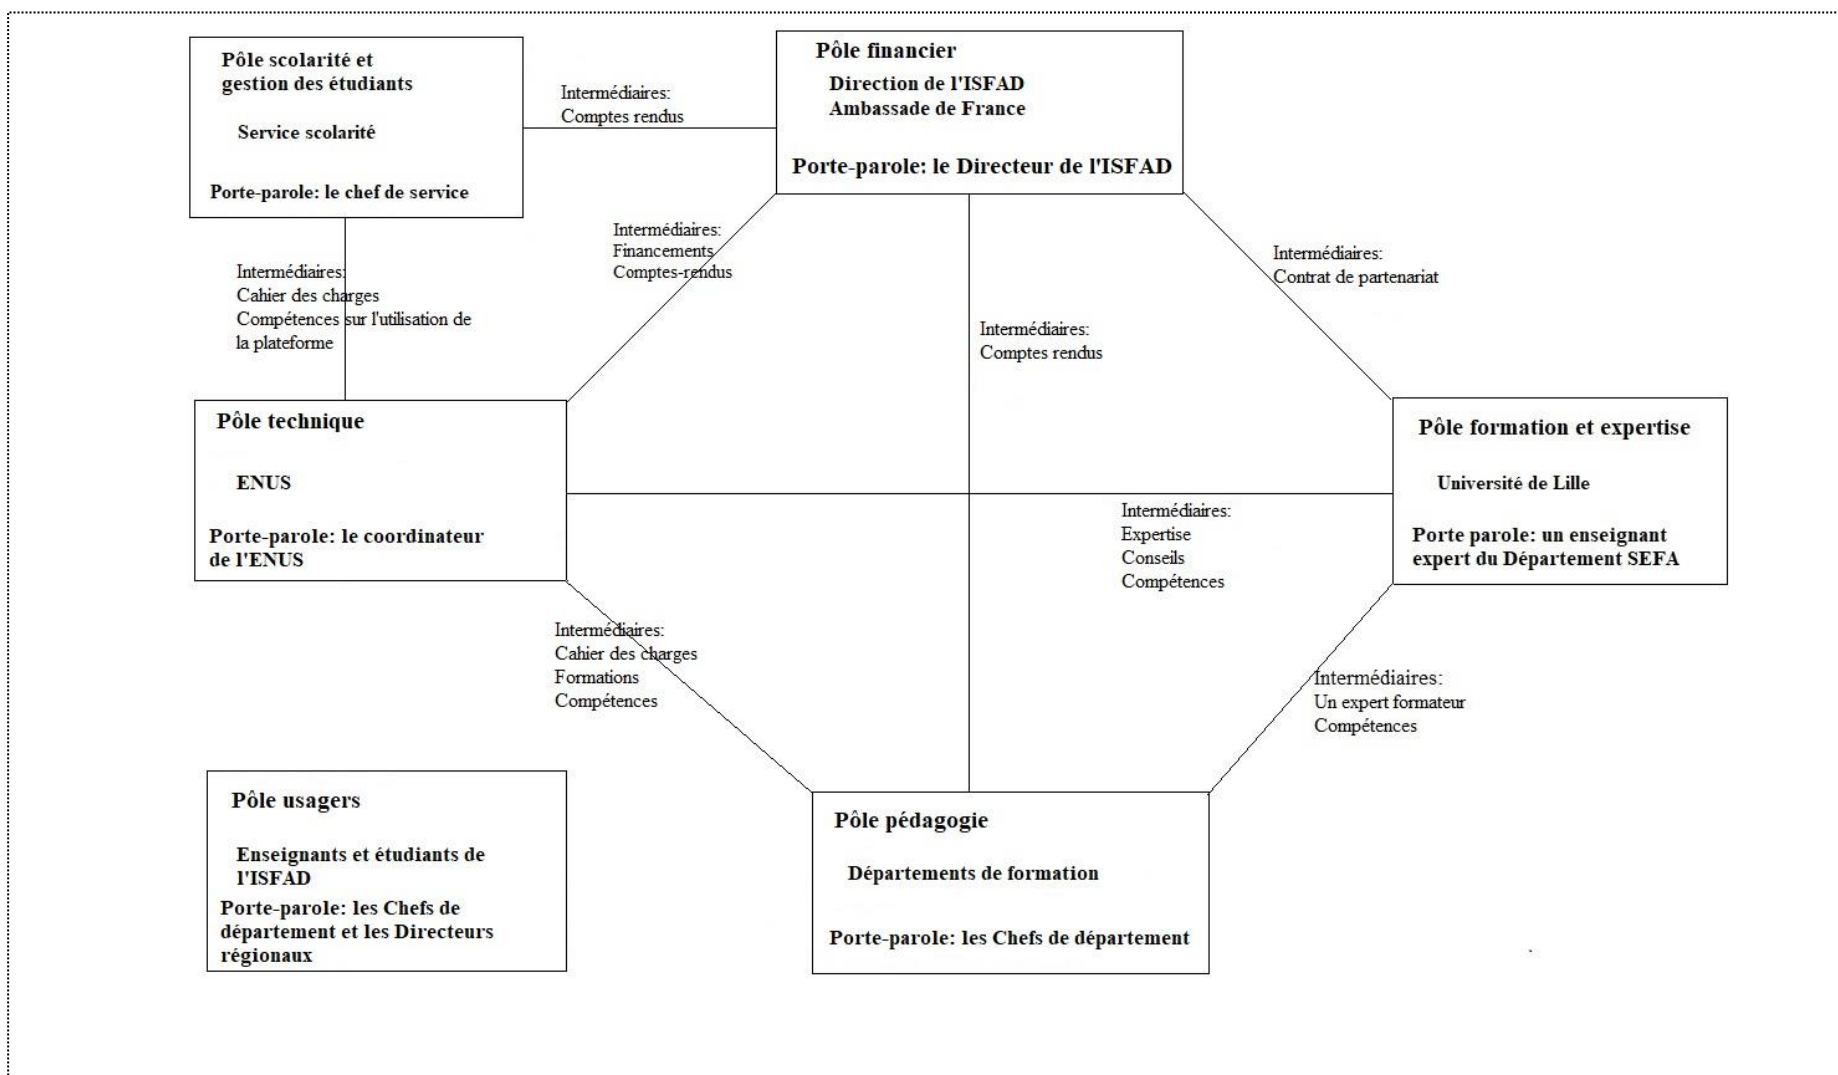 Pôle scolarité et
gestion des étudiants
Service scolarité
Porte-parole: le chef de service
Intermédiaires:
Comptes rendus
Pôle financier
Direction de l'ISFAD
Ambassade de France
Porte-parole: le Directeur de l'ISFAD
Intermédiaires:
Cahier des charges
Compétences sur l'utilisation de
la plateforme
Intermédiaires:
Financements
Comptes-rendus
Intermédiaires:
Comptes rendus
Intermédiaires:
Contrat de partenariat
Pôle technique
ENUS
Porte-parole: le coordinateur
de l'ENUS
Intermédiaires:
Expertise
Conseils
Compétences
Pôle formation et expertise
Université de Lille
Porte parole: un enseignant
expert du Département SEFA
Intermédiaires:
Cahier des charges
Formations
Compétences
Intermédiaires:
Un expert formateur
Compétences
Pôle usagers
Enseignants et étudiants de
l'ISFAD
Porte-parole: les Chefs de
département et les Directeurs
régionaux
Pôle pédagogie
Départements de formation
Porte-parole: les Chefs de département